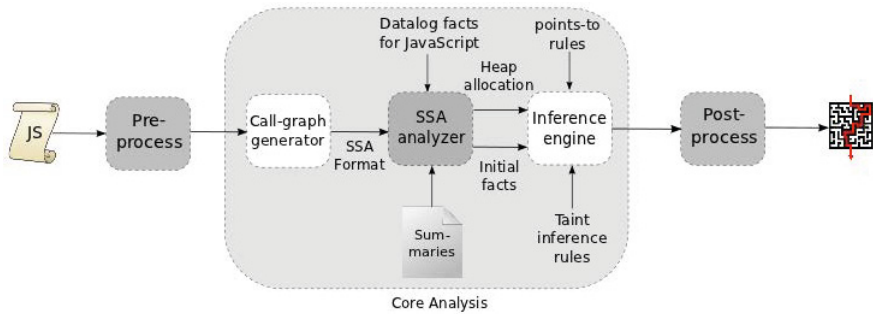 Datalog facts
for JavaScript
points-to
rules
Heap
allocation
JS
Pre-
process
Call-graph
generator
SSA
Format
SSA
analyzer
Initial
facts
Inference
engine
Post-
process
Sum-
maries
Taint
inference
rules
Core Analysis